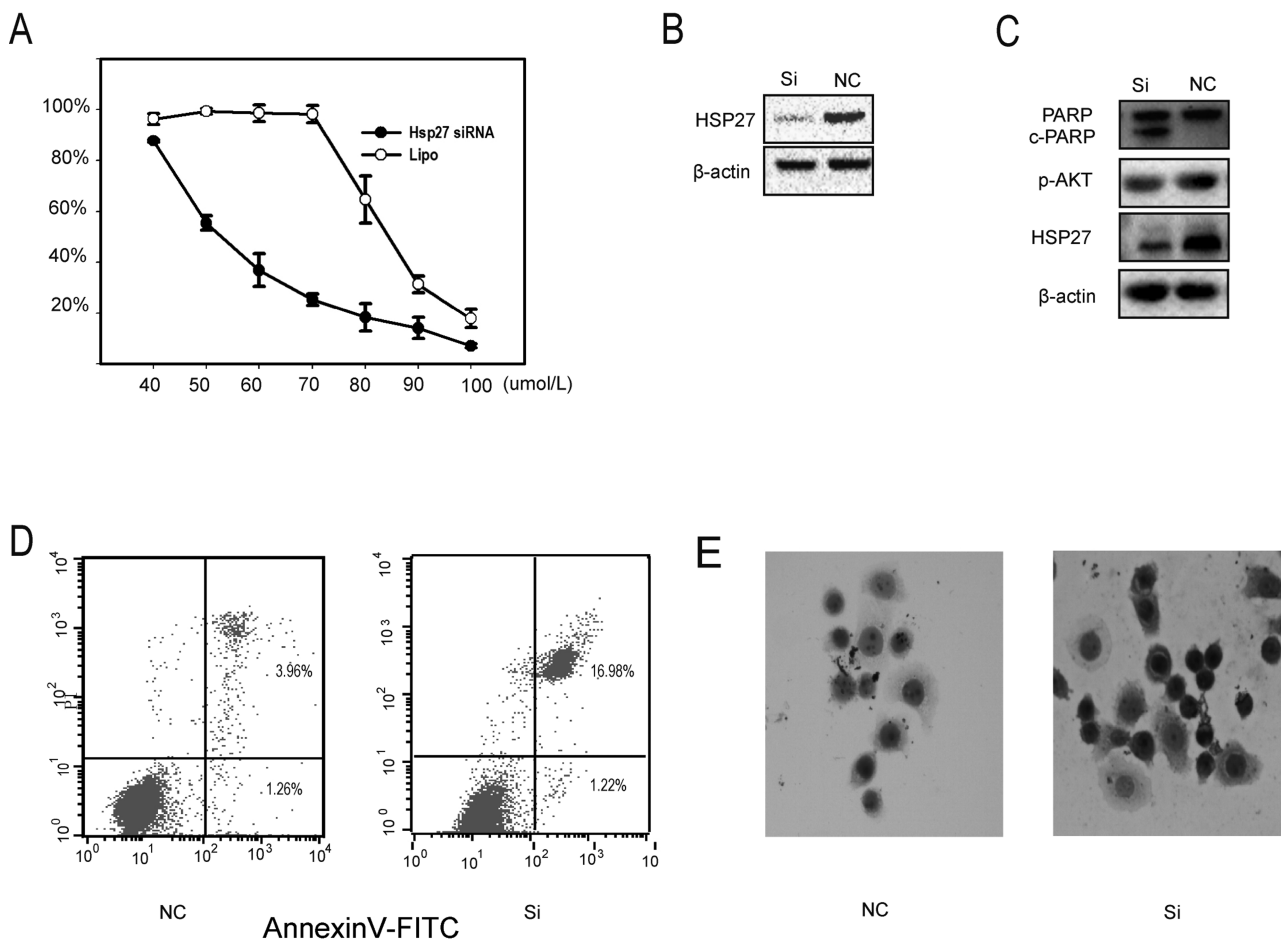 A
100%
80%
60%
40%
20%
Hsp27 siRNA
Lipo
40 50 60 70 80 90 100 (umol/L)
B
Si NC
HSP27
β-actin
C
Si NC
PARP
c-PARP
p-AKT
HSP27
β-actin
D
10⁴
10³
10²
10¹
10⁰
PI
3.96%
1.26%
10⁰ 10¹ 10² 10³ 10⁴
NC
10⁴
10³
10²
10¹
10⁰
16.98%
1.22%
10⁰ 10¹ 10² 10³ 10
Si
AnnexinV-FITC
E
NC
Si